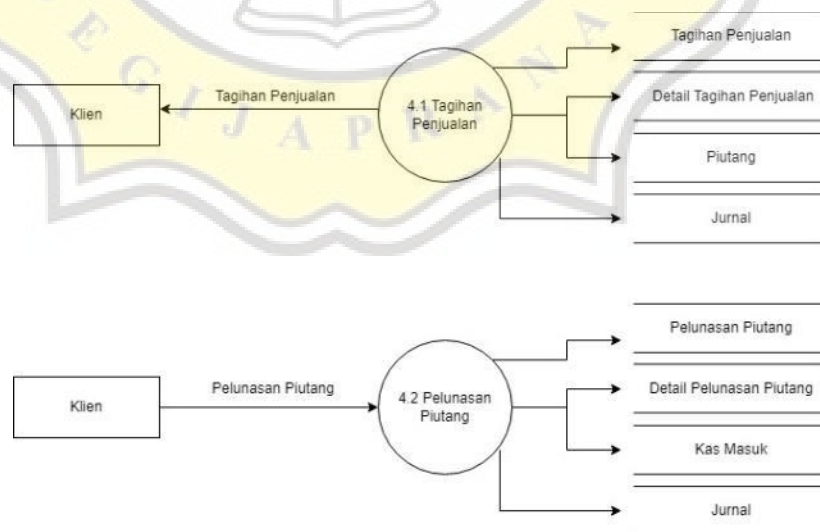 Tagihan Penjualan
Klien
Tagihan Penjualan
4.1 Tagihan
Penjualan
Detail Tagihan Penjualan
Piutang
Jurnal
EGIJAPRANA
Pelunasan Piutang
Klien
Pelunasan Piutang
4.2 Pelunasan
Piutang
Detail Pelunasan Piutang
Kas Masuk
Jurnal